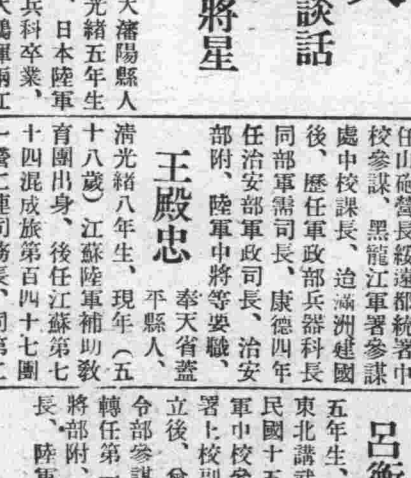 談話
將星
大瀋陽縣人
光緒五年生
、日本陸軍
兵科卒業、
任山砲營長綏遠都統署中
校參謀、黑龍江軍署參謀
處中校課長、迨滿洲建國
後、歷任軍政部兵器科長
同部軍需司長、康德四年
任治安部軍政司長、治安
部附、陸軍中將等要職、
王殿忠
奉天省蓋
平縣人、
清光緒八年生、現年（五
十八歲）江蘇陸軍補助教
育團出身、後任江蘇第七
十四混成旅第百四十七團
呂衡
五年生、
東北講武
民國十五
軍中校參
署上校副
立後、
令部參謀
轉任第一
將部附、
長、陸軍